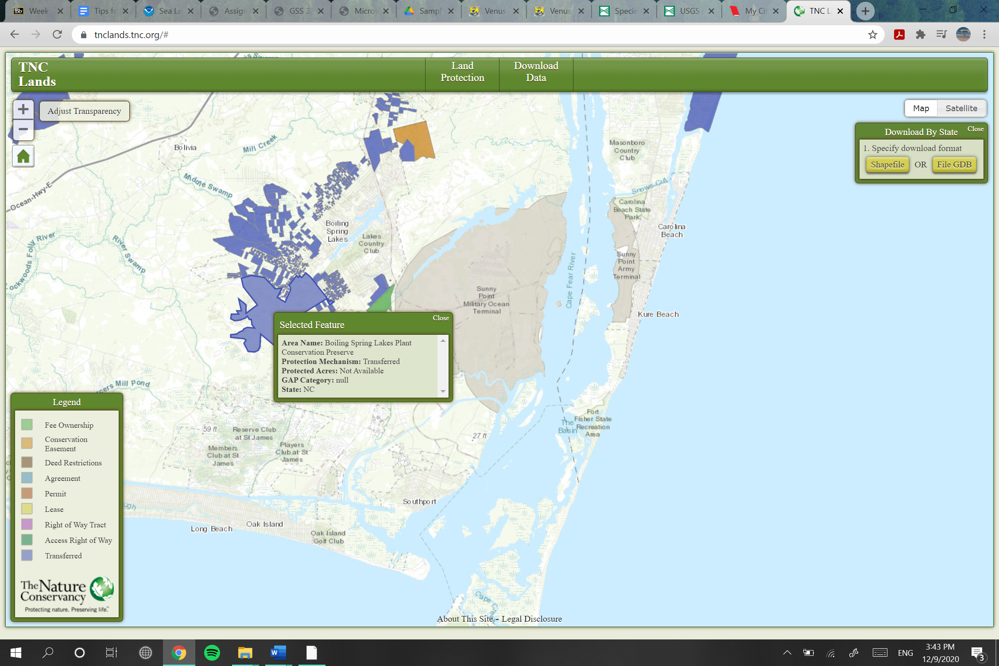 Bb Week
Tips fo
Sea Le
Assign
GSS 3.
Micros
Sampl
Venus
Venus
Specie
USGS
My Cit
TNC L
tnclands.tnc.org/#
TNC
Lands
Land
Protection
Download
Data
Adjust Transparency
+
−
Map
Satellite
Download By State
Close
1. Specify download format
Shapefile OR File GDB
Bolivia
Mill Creek
Middle Swamp
Ocean-Hwy-E
River Swamp
Lockwoods Folly River
Boiling
Spring
Lakes
Lakes
Country
Club
Masonboro
Country
Club
Snows-Cut
Carolina
Beach State
Park
Carolina
Beach
Sunny
Point
Army
Terminal
Cape Fear River
Sunny
Point
Military Ocean
Terminal
Kure Beach
Selected Feature
Close
Area Name: Boiling Spring Lakes Plant
Conservation Preserve
Protection Mechanism: Transferred
Protected Acres: Not Available
GAP Category: null
State: NC
cers Mill Pond
Fort
Fisher State
Recreation
Area
The
Basin
59 ft
27 ft
Reserve Club
at St James
Members
Club at St
James
Players
Club at St
James
Southport
Long Beach
Oak Island
Oak Island
Golf Club
ugh
Legend
Fee Ownership
Conservation
Easement
Deed Restrictions
Agreement
Permit
Lease
Right of Way Tract
Access Right of Way
Transferred
The Nature
Conservancy
Protecting nature. Preserving life.™
About This Site - Legal Disclosure
ENG
3:43 PM
12/9/2020
3